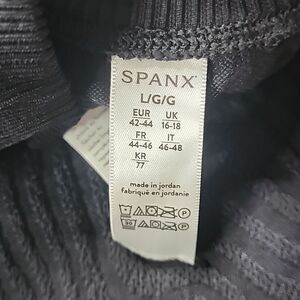 SPANX
L/G/G
EUR UK
42-44 16-18
FR IT
44-46 46-48
KR
77
made in jordan
fabriqué en jordanie